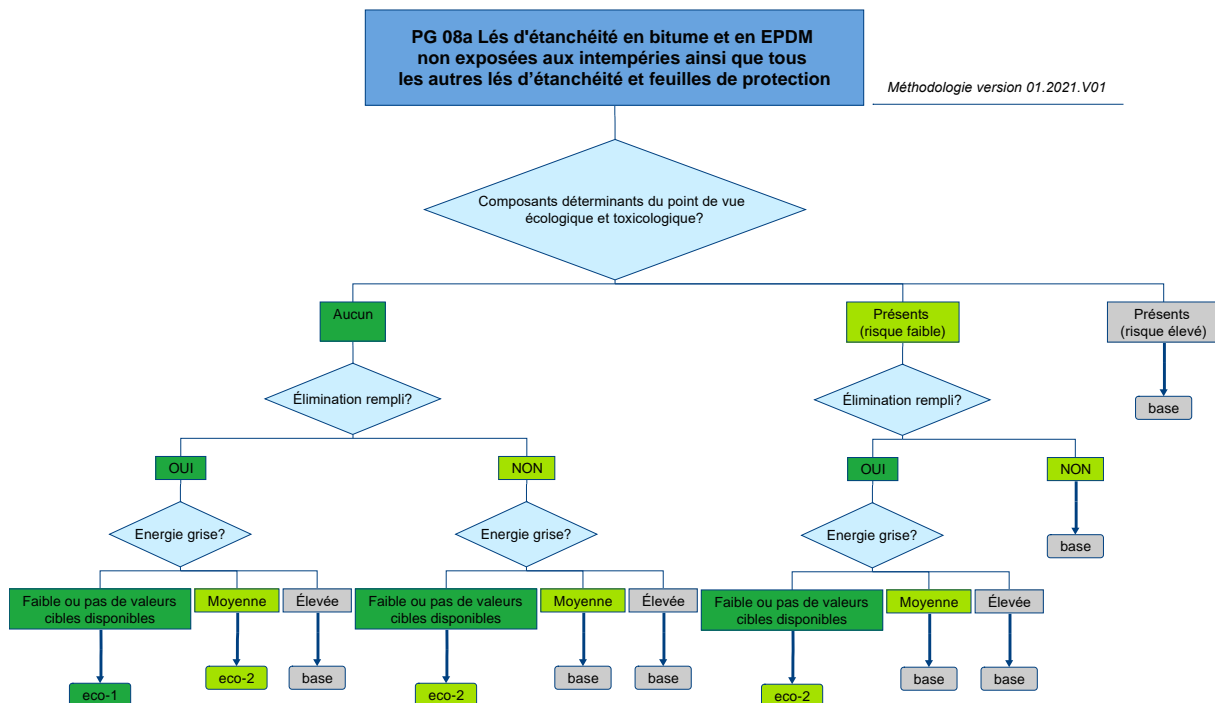 PG 08a Lés d'étanchéité en bitume et en EPDM
non exposées aux intempéries ainsi que tous
les autres lés d’étanchéité et feuilles de protection
Méthodologie version 01.2021.V01
Composants déterminants du point de vue
écologique et toxicologique?
Aucun
Présents
(risque faible)
Présents
(risque élevé)
Élimination rempli?
Élimination rempli?
base
OUI
NON
OUI
NON
Energie grise?
Energie grise?
Energie grise?
base
Faible ou pas de valeurs
cibles disponibles
Moyenne
Élevée
Faible ou pas de valeurs
cibles disponibles
Moyenne
Élevée
Faible ou pas de valeurs
cibles disponibles
Moyenne
Élevée
eco-1
eco-2
base
eco-2
base
base
eco-2
base
base